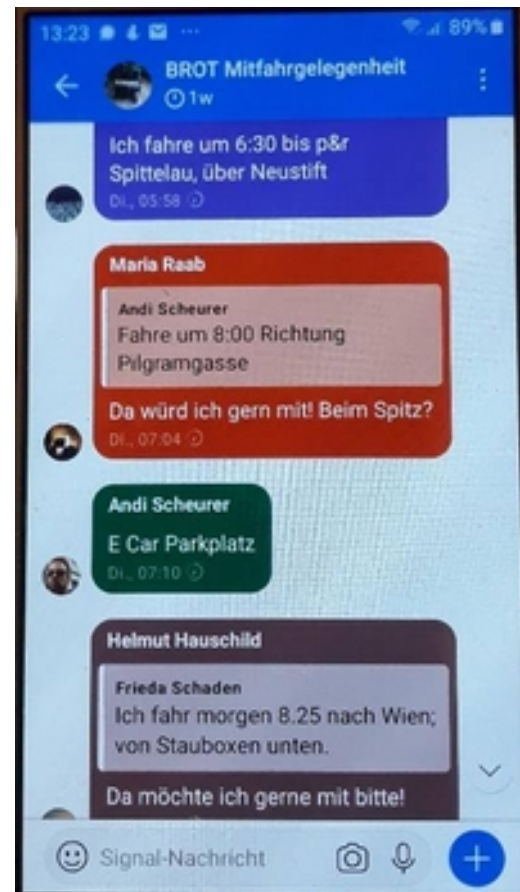 13:23 ... 89%
BROT Mitfahrgelegenheit
1w
Ich fahre um 6:30 bis p&r
Spittelau, über Neustift
Di., 05:58
Maria Raab
Andi Scheurer
Fahre um 8:00 Richtung
Pilgramgasse
Da würd ich gern mit! Beim Spitz?
Di., 07:04
Andi Scheurer
E Car Parkplatz
Di., 07:10
Helmut Hauschild
Frieda Schaden
Ich fahr morgen 8.25 nach Wien;
von Stauboxen unten.
Da möchte ich gerne mit bitte!
Signal-Nachricht